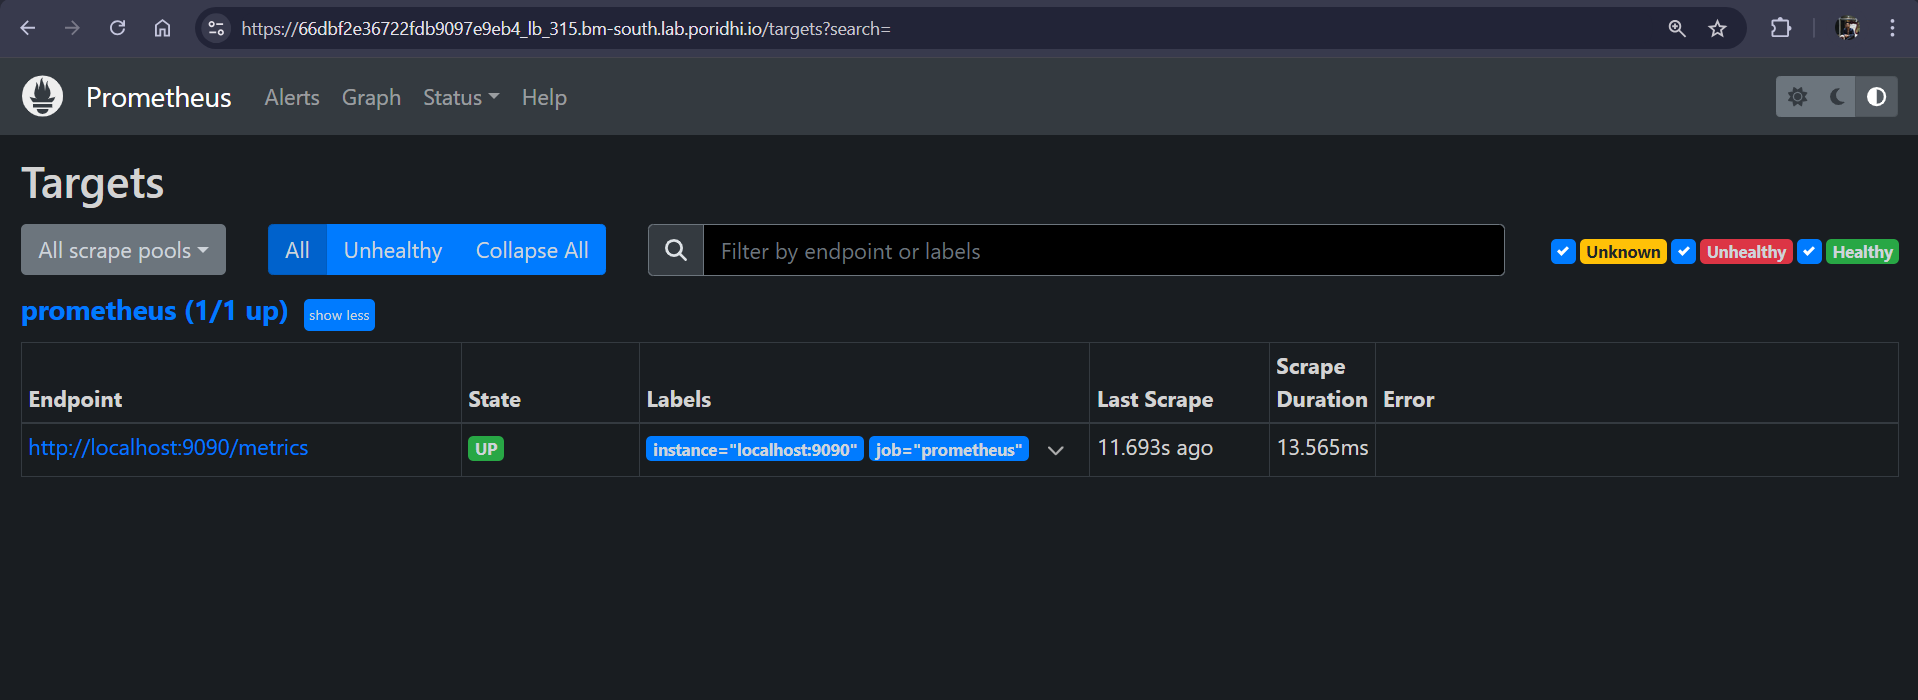 https://66dbf2e36722fdb9097e9eb4_lb_315.bm-south.lab.poridhi.io/targets?search=
Prometheus Alerts Graph Status Help
Targets
All scrape pools All Unhealthy Collapse All Filter by endpoint or labels Unknown Unhealthy Healthy
prometheus (1/1 up) show less
Endpoint State Labels Last Scrape Scrape Duration Error
http://localhost:9090/metrics UP instance="localhost:9090" job="prometheus" 11.693s ago 13.565ms